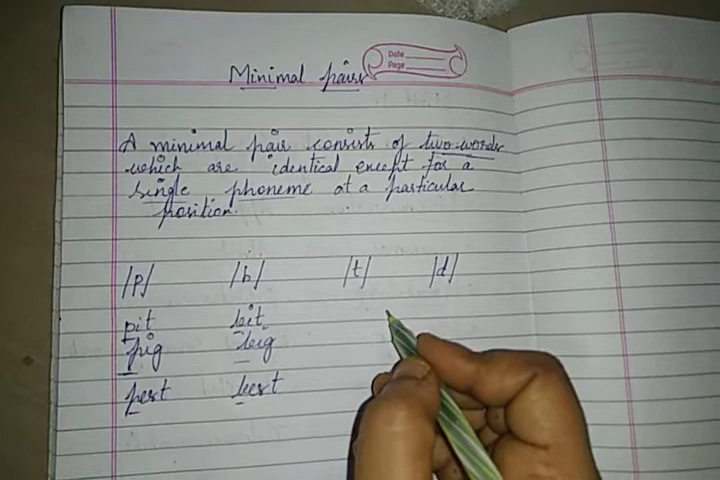 Date
Page
Minimal pairs
A minimal pair consists of two words
which are identical except for a
single phoneme at a particular
position.
/p/ /b/ /t/ /d/
pit bit
pig big
pest best